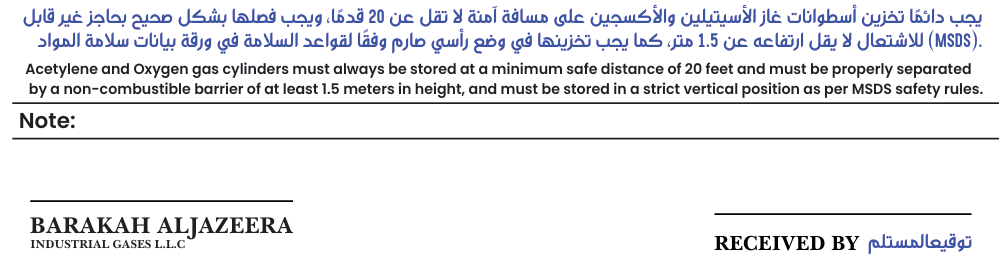 يجب دائمًا تخزين أسطوانات غاز الأسيتيلين والأكسجين على مسافة آمنة لا تقل عن 20 قدمًا، ويجب فصلها بشكل صحيح بحاجز غير قابل
للاشتعال لا يقل ارتفاعه عن 1.5 متر، كما يجب تخزينها في وضع رأسي صارم وفقًا لقواعد السلامة في ورقة بيانات سلامة المواد (MSDS).
Acetylene and Oxygen gas cylinders must always be stored at a minimum safe distance of 20 feet and must be properly separated
by a non-combustible barrier of at least 1.5 meters in height, and must be stored in a strict vertical position as per MSDS safety rules.
Note:
BARAKAH ALJAZEERA
INDUSTRIAL GASES L.L.C
RECEIVED BY توقيعالمستلم